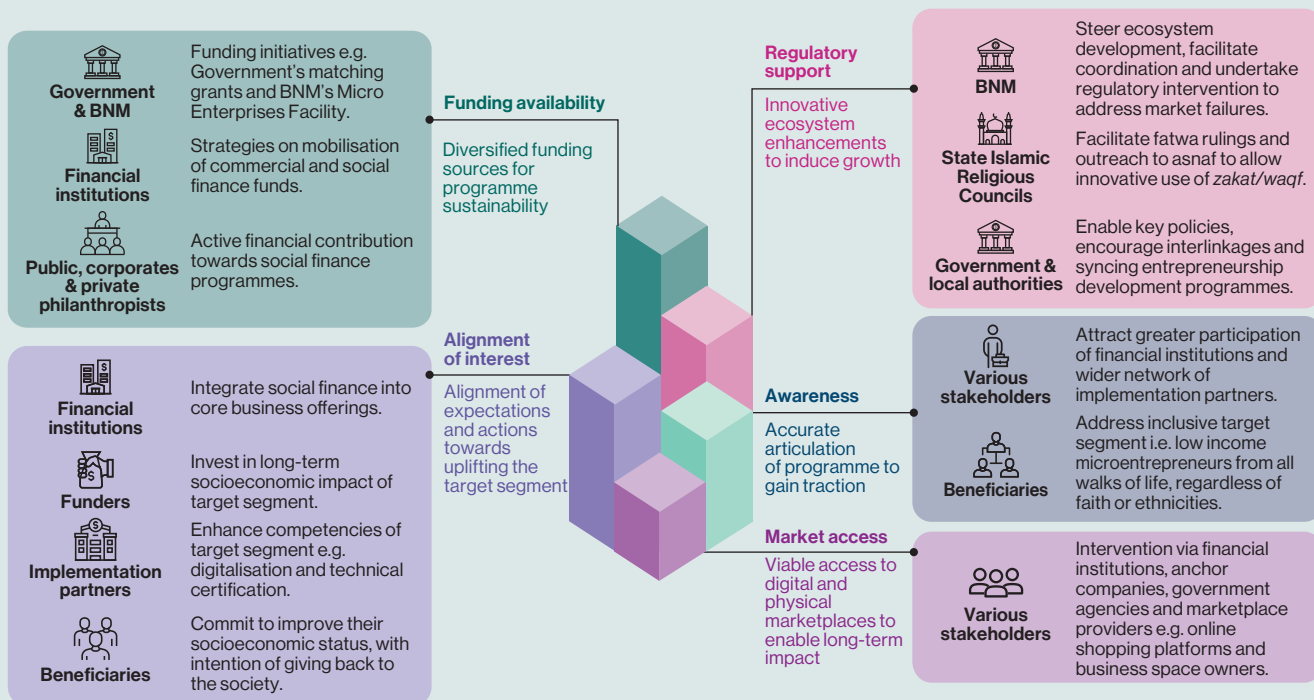 Government
& BNM
Funding initiatives e.g.
Government's matching
grants and BNM's Micro
Enterprises Facility.
Financial
institutions
Strategies on mobilisation
of commercial and social
finance funds.
Public, corporates
& private
philanthropists
Active financial contribution
towards social finance
programmes.
Funding availability
Diversified funding
sources for
programme
sustainability
Regulatory
support
Innovative
ecosystem
enhancements
to induce growth
BNM
Steer ecosystem
development, facilitate
coordination and undertake
regulatory intervention to
address market failures.
State Islamic
Religious
Councils
Facilitate fatwa rulings and
outreach to asnaf to allow
innovative use of zakat/waqf.
Government &
local authorities
Enable key policies,
encourage interlinkages and
syncing entrepreneurship
development programmes.
Financial
institutions
Integrate social finance into
core business offerings.
Funders
Invest in long-term
socioeconomic impact of
target segment.
Implementation
partners
Enhance competencies of
target segment e.g.
digitalisation and technical
certification.
Beneficiaries
Commit to improve their
socioeconomic status, with
intention of giving back to
the society.
Alignment
of interest
Alignment of
expectations
and actions
towards
uplifting the
target segment
Awareness
Accurate
articulation
of programme to
gain traction
Various
stakeholders
Attract greater participation
of financial institutions and
wider network of
implementation partners.
Beneficiaries
Address inclusive target
segment i.e. low income
microentrepreneurs from all
walks of life, regardless of
faith or ethnicities.
Market access
Viable access to
digital and
physical
marketplaces to
enable long-term
impact
Various
stakeholders
Intervention via financial
institutions, anchor
companies, government
agencies and marketplace
providers e.g. online
shopping platforms and
business space owners.